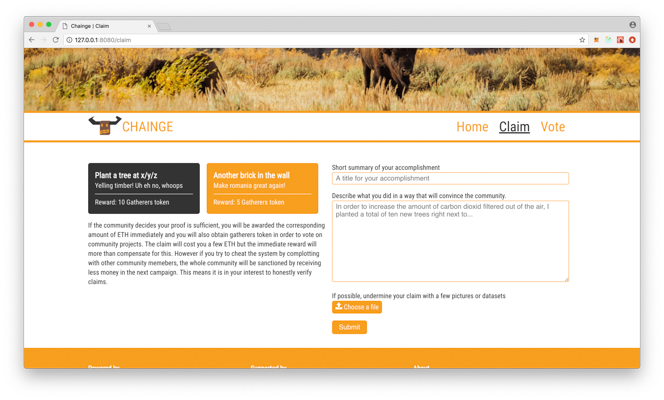 Chainge | Claim
127.0.0.1:8080/claim
CHAINGE
Home Claim Vote
Plant a tree at x/y/z
Yelling timber! Uh eh no, whoops
Reward: 10 Gatherers token
Another brick in the wall
Make romania great again!
Reward: 5 Gatherers token
If the community decides your proof is sufficient, you will be awarded the corresponding
amount of ETH immediately and you will also obtain gatherers token in order to vote on
community projects. The claim will cost you a few ETH but the immediate reward will
more than compensate for this. However if you try to cheat the system by complotting
with other community memebers, the whole community will be sanctioned by receiving
less money in the next campaign. This means it is in your interest to honestly verify
claims.
Short summary of your accomplishment
A title for your accomplishment
Describe what you did in a way that will convince the community.
In order to increase the amount of carbon dioxid filtered out of the air, I
planted a total of ten new trees right next to...
If possible, undermine your claim with a few pictures or datasets
Choose a file
Submit